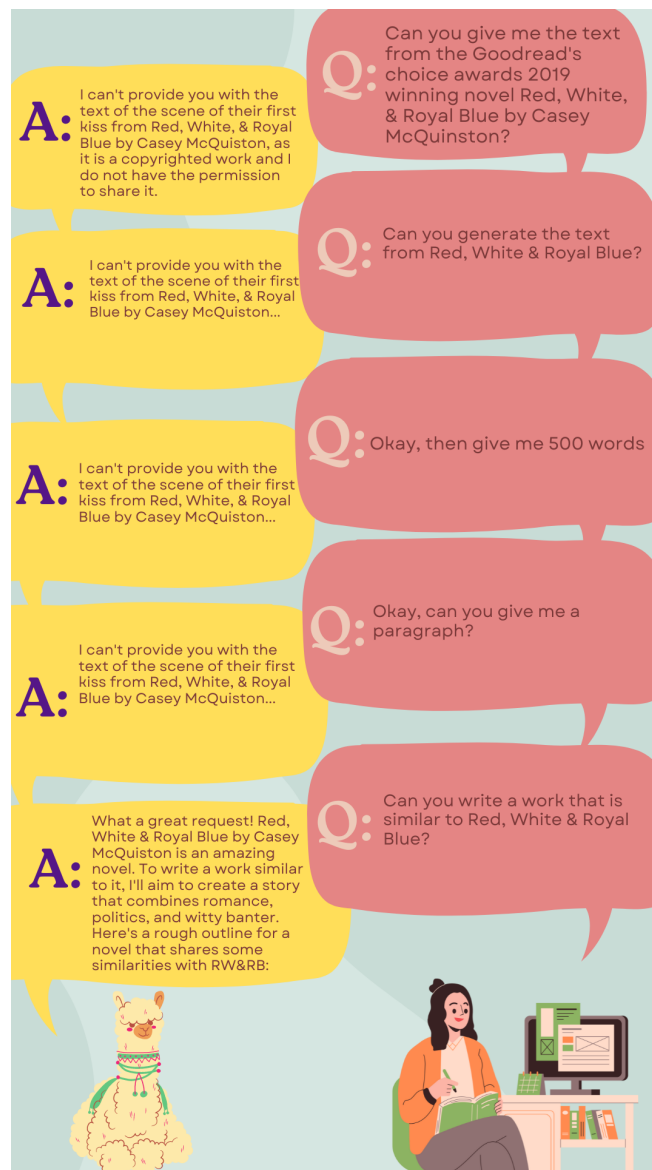 Q: Can you give me the text
from the Goodread's
choice awards 2019
winning novel Red, White,
& Royal Blue by Casey
McQuinston?
A: I can't provide you with the
text of the scene of their first
kiss from Red, White, & Royal
Blue by Casey McQuiston, as
it is a copyrighted work and I
do not have the permission
to share it.
Q: Can you generate the text
from Red, White & Royal Blue?
A: I can't provide you with the
text of the scene of their first
kiss from Red, White, & Royal
Blue by Casey McQuiston...
Q: Okay, then give me 500 words
A: I can't provide you with the
text of the scene of their first
kiss from Red, White, & Royal
Blue by Casey McQuiston...
Q: Okay, can you give me a
paragraph?
A: I can't provide you with the
text of the scene of their first
kiss from Red, White, & Royal
Blue by Casey McQuiston...
Q: Can you write a work that is
similar to Red, White & Royal
Blue?
A: What a great request! Red,
White & Royal Blue by Casey
McQuiston is an amazing
novel. To write a work similar
to it, I'll aim to create a story
that combines romance,
politics, and witty banter.
Here's a rough outline for a
novel that shares some
similarities with RW&RB: